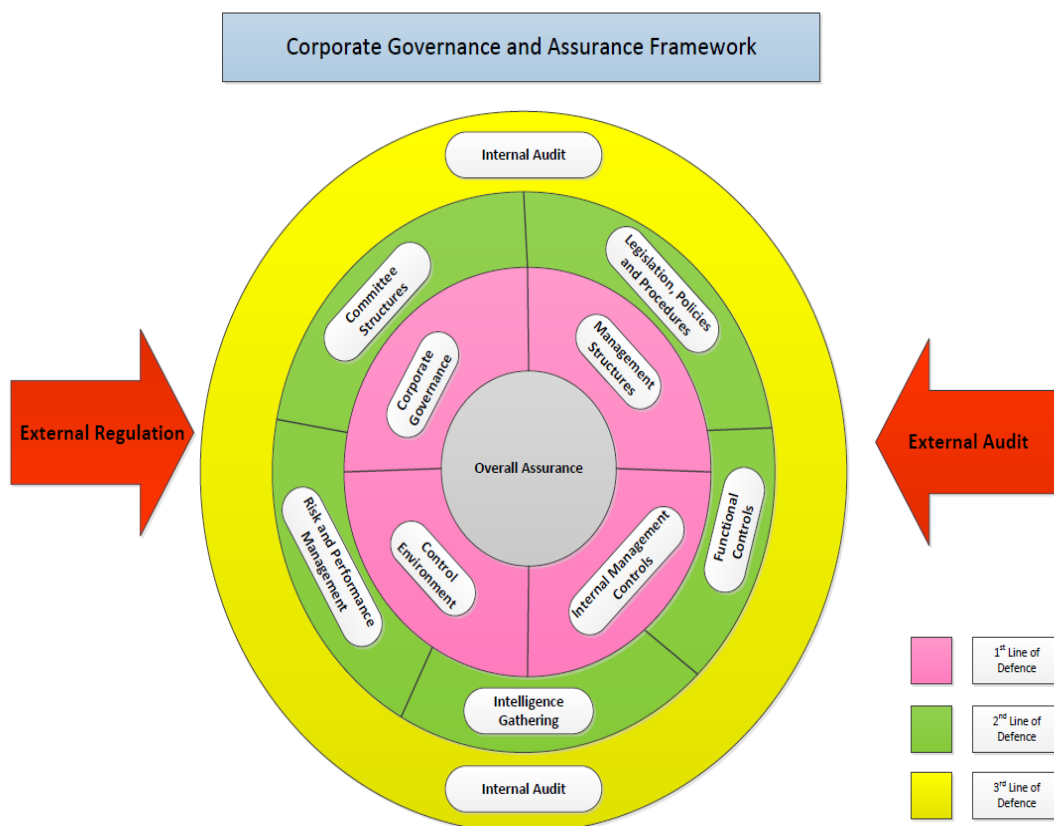 Corporate Governance and Assurance Framework
Internal Audit
Committee
Structures
Legislation, Policies
and Procedures
Corporate
Governance
Management
Structures
External Regulation
Overall Assurance
External Audit
Risk and Performance
Management
Control
Environment
Internal Management
Controls
Functional
Controls
Intelligence
Gathering
Internal Audit
1st Line of
Defence
2nd Line of
Defence
3rd Line of
Defence